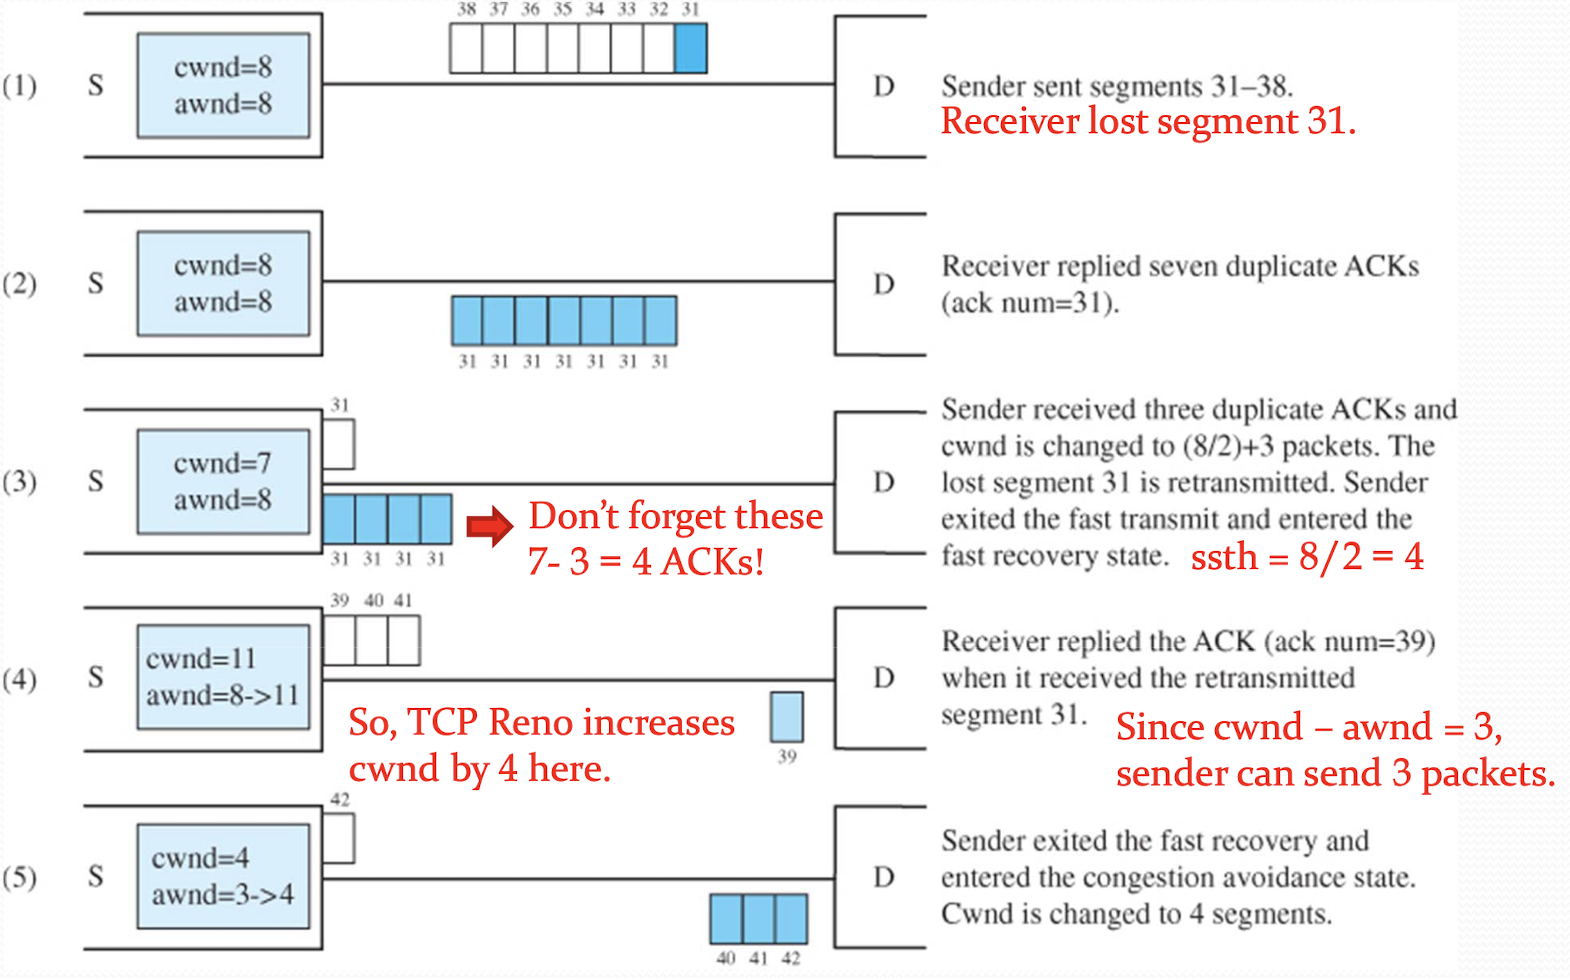 38 37 36 35 34 33 32 31
(1) S cwnd=8
awnd=8
D Sender sent segments 31–38.
Receiver lost segment 31.
(2) S cwnd=8
awnd=8
D Receiver replied seven duplicate ACKs
(ack num=31).
31 31 31 31 31 31 31
31
(3) S cwnd=7
awnd=8
D Sender received three duplicate ACKs and
cwnd is changed to (8/2)+3 packets. The
lost segment 31 is retransmitted. Sender
exited the fast transmit and entered the
fast recovery state. ssth = 8/2 = 4
Don’t forget these
7- 3 = 4 ACKs!
31 31 31 31
39 40 41
(4) S cwnd=11
awnd=8->11
D Receiver replied the ACK (ack num=39)
when it received the retransmitted
segment 31. Since cwnd – awnd = 3,
sender can send 3 packets.
So, TCP Reno increases
cwnd by 4 here.
39
42
(5) S cwnd=4
awnd=3->4
D Sender exited the fast recovery and
entered the congestion avoidance state.
Cwnd is changed to 4 segments.
40 41 42